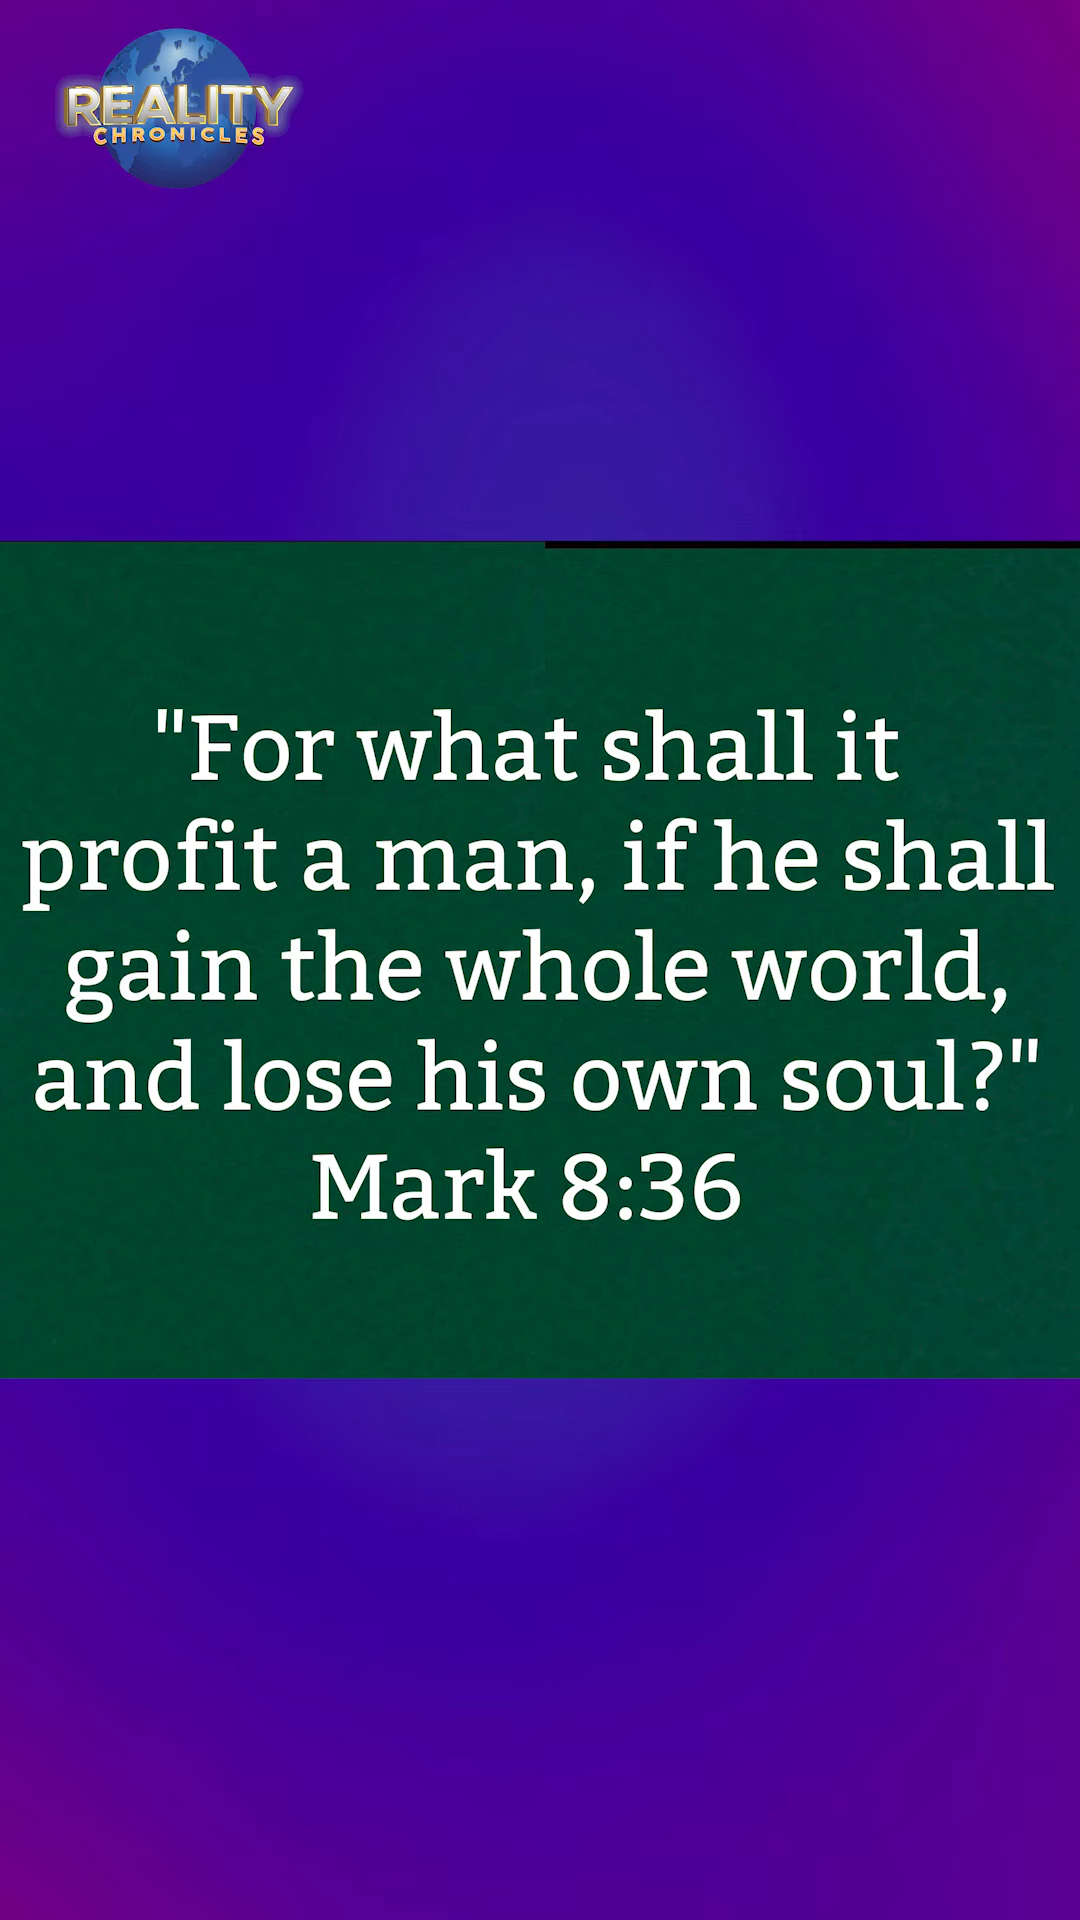 REALITY
CHRONICLES
"For what shall it
profit a man, if he shall
gain the whole world,
and lose his own soul?"
Mark 8:36